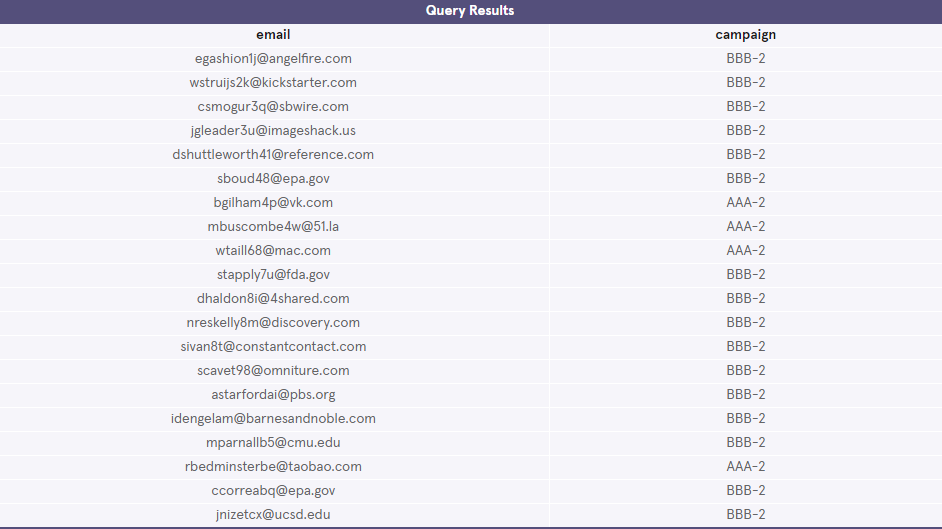 Query Results
email campaign
egashion1j@angelfire.com BBB-2
wstruijs2k@kickstarter.com BBB-2
csmogur3q@sbwire.com BBB-2
jgleader3u@imageshack.us BBB-2
dshuttleworth41@reference.com BBB-2
sboud48@epa.gov BBB-2
bgilham4p@vk.com AAA-2
mbuscombe4w@51.la AAA-2
wtaill68@mac.com AAA-2
stapply7u@fda.gov BBB-2
dhaldon8i@4shared.com BBB-2
nreskelly8m@discovery.com BBB-2
sivan8t@constantcontact.com BBB-2
scavet98@omniture.com BBB-2
astarfordai@pbs.org BBB-2
idengelam@barnesandnoble.com BBB-2
mparnallb5@cmu.edu BBB-2
rbedminsterbe@taobao.com AAA-2
ccorreabq@epa.gov BBB-2
jnizetcx@ucsd.edu BBB-2